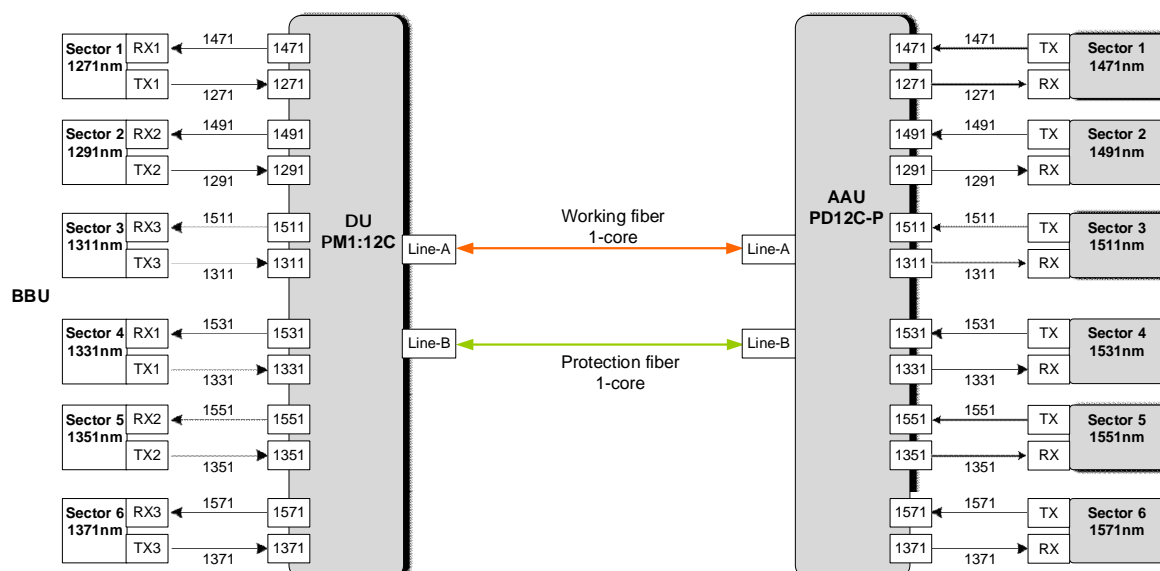 BBU
Sector 1
1271nm
RX1
TX1
1471
1271
1471
1271
Sector 2
1291nm
RX2
TX2
1491
1291
1491
1291
Sector 3
1311nm
RX3
TX3
1511
1311
1511
1311
Sector 4
1331nm
RX1
TX1
1531
1331
1531
1331
Sector 5
1351nm
RX2
TX2
1551
1351
1551
1351
Sector 6
1371nm
RX3
TX3
1571
1371
1571
1371
DU
PM1:12C
Line-A
Line-B
Working fiber
1-core
Protection fiber
1-core
Line-A
Line-B
AAU
PD12C-P
1471
1271
1471
1271
TX
RX
Sector 1
1471nm
1491
1291
1491
1291
TX
RX
Sector 2
1491nm
1511
1311
1511
1311
TX
RX
Sector 3
1511nm
1531
1331
1531
1331
TX
RX
Sector 4
1531nm
1551
1351
1551
1351
TX
RX
Sector 5
1551nm
1571
1371
1571
1371
TX
RX
Sector 6
1571nm